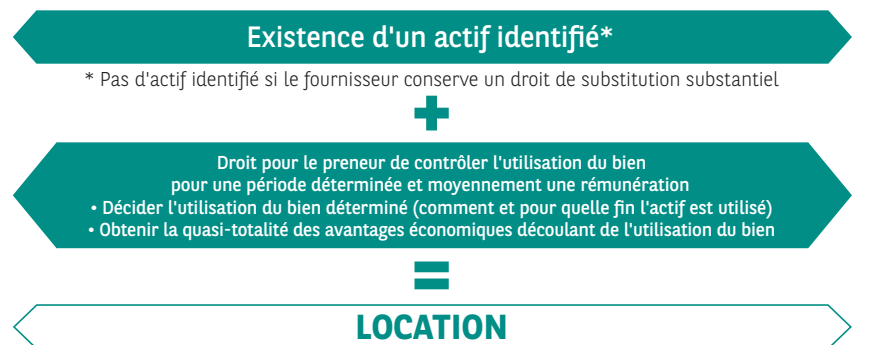 Existence d'un actif identifié*
* Pas d'actif identifié si le fournisseur conserve un droit de substitution substantiel
+
Droit pour le preneur de contrôler l'utilisation du bien
pour une période déterminée et moyennement une rémunération
• Décider l'utilisation du bien déterminé (comment et pour quelle fin l'actif est utilisé)
• Obtenir la quasi-totalité des avantages économiques découlant de l'utilisation du bien
=
LOCATION